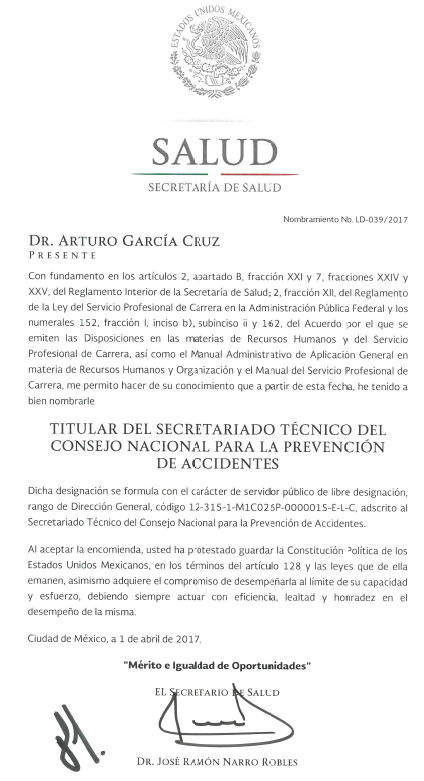 ESTADOS UNIDOS MEXICANOS
SALUD
SECRETARÍA DE SALUD
Nombramiento No. LD-039/2017
DR. ARTURO GARCÍA CRUZ
PRESENTE
Con fundamento en los artículos 2, apartado B, fracción XXI y 7, fracciones XXIV y
XXV, del Reglamento Interior de la Secretaría de Salud; 2, fracción XII, del Reglamento
de la Ley del Servicio Profesional de Carrera en la Administración Pública Federal y los
numerales 152, fracción I, inciso b), subinciso ii y 162, del Acuerdo por el que se
emiten las Disposiciones en las materias de Recursos Humanos y del Servicio
Profesional de Carrera, así como el Manual Administrativo de Aplicación General en
materia de Recursos Humanos y Organización y el Manual del Servicio Profesional de
Carrera, me permito hacer de su conocimiento que a partir de esta fecha, he tenido a
bien nombrarle
TITULAR DEL SECRETARIADO TÉCNICO DEL
CONSEJO NACIONAL PARA LA PREVENCIÓN
DE ACCIDENTES
Dicha designación se formula con el carácter de servidor público de libre designación,
rango de Dirección General, código 12-315-1-M1C025P-0000015-E-L-C, adscrito al
Secretariado Técnico del Consejo Nacional para la Prevención de Accidentes.
Al aceptar la encomienda, usted ha protestado guardar la Constitución Política de los
Estados Unidos Mexicanos, en los términos del artículo 128 y las leyes que de ella
emanen, asimismo adquiere el compromiso de desempeñarla al límite de su capacidad
y esfuerzo, debiendo siempre actuar con eficiencia, lealtad y honradez en el
desempeño de la misma.
Ciudad de México, a 1 de abril de 2017.
"Mérito e Igualdad de Oportunidades"
EL SECRETARIO DE SALUD
DR. JOSÉ RAMÓN NARRO ROBLES